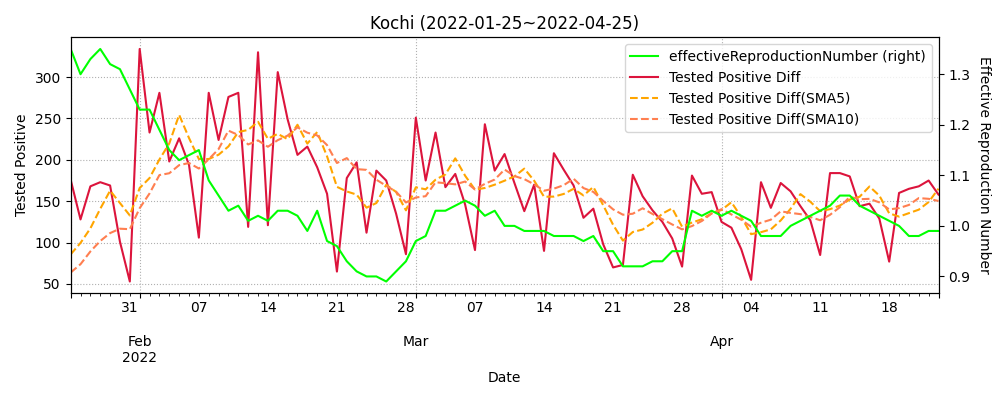 Kochi (2022-01-25~2022-04-25)
effectiveReproductionNumber (right)
Tested Positive Diff
Tested Positive Diff(SMA5)
Tested Positive Diff(SMA10)
Tested Positive
300
250
200
150
100
50
Effective Reproduction Number
1.3
1.2
1.1
1.0
0.9
31 07 14 21 28 07 14 21 28 04 11 18
Feb Mar Apr
2022
Date